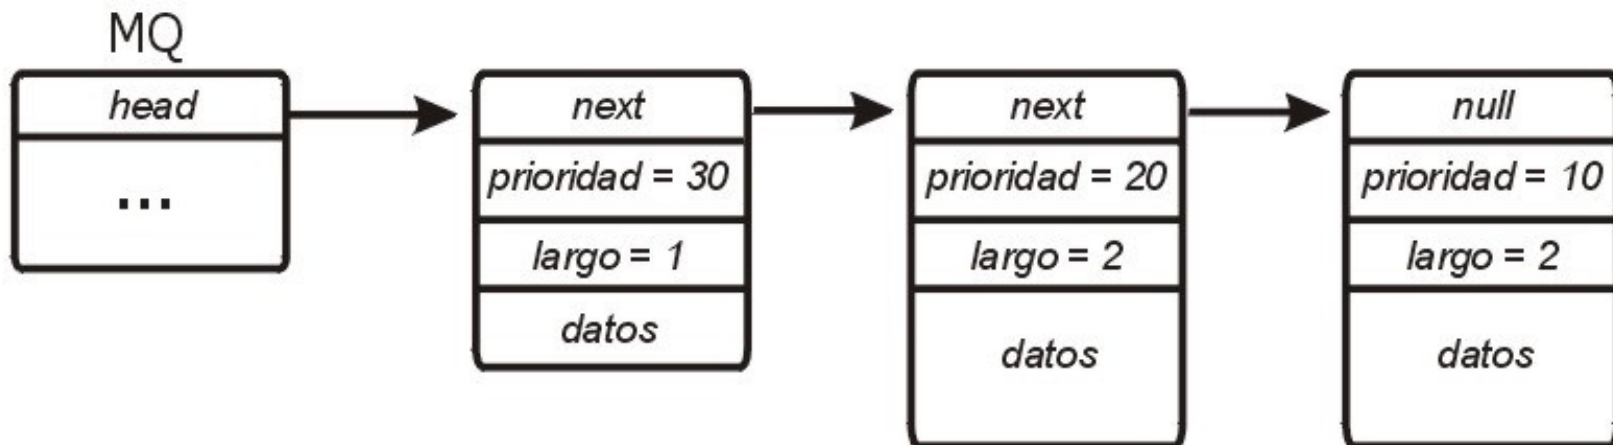 MQ
head
...
next
prioridad = 30
largo = 1
datos
next
prioridad = 20
largo = 2
datos
null
prioridad = 10
largo = 2
datos